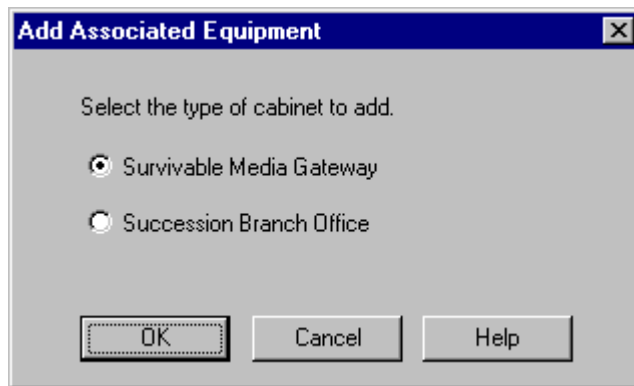 Add Associated Equipment
Select the type of cabinet to add.
Survivable Media Gateway
Succession Branch Office
OK Cancel Help